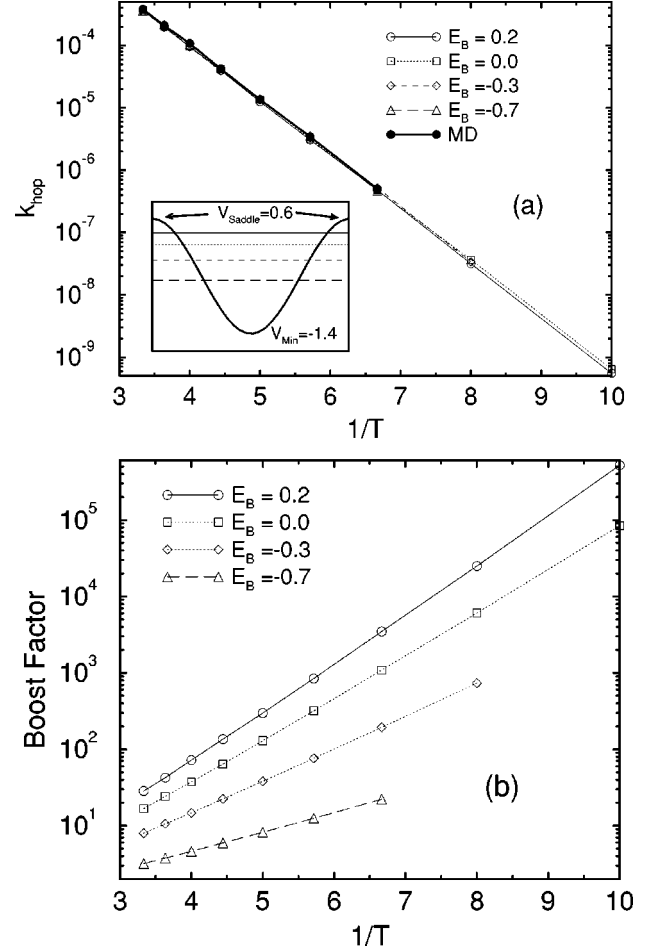 10^-4
10^-5
10^-6
10^-7
10^-8
10^-9
k_hop
E_B = 0.2
E_B = 0.0
E_B = -0.3
E_B = -0.7
MD
(a)
V_Saddle=0.6
V_Min=-1.4
3 4 5 6 7 8 9 10
1/T
10^5
10^4
10^3
10^2
10^1
Boost Factor
E_B = 0.2
E_B = 0.0
E_B = -0.3
E_B = -0.7
(b)
3 4 5 6 7 8 9 10
1/T